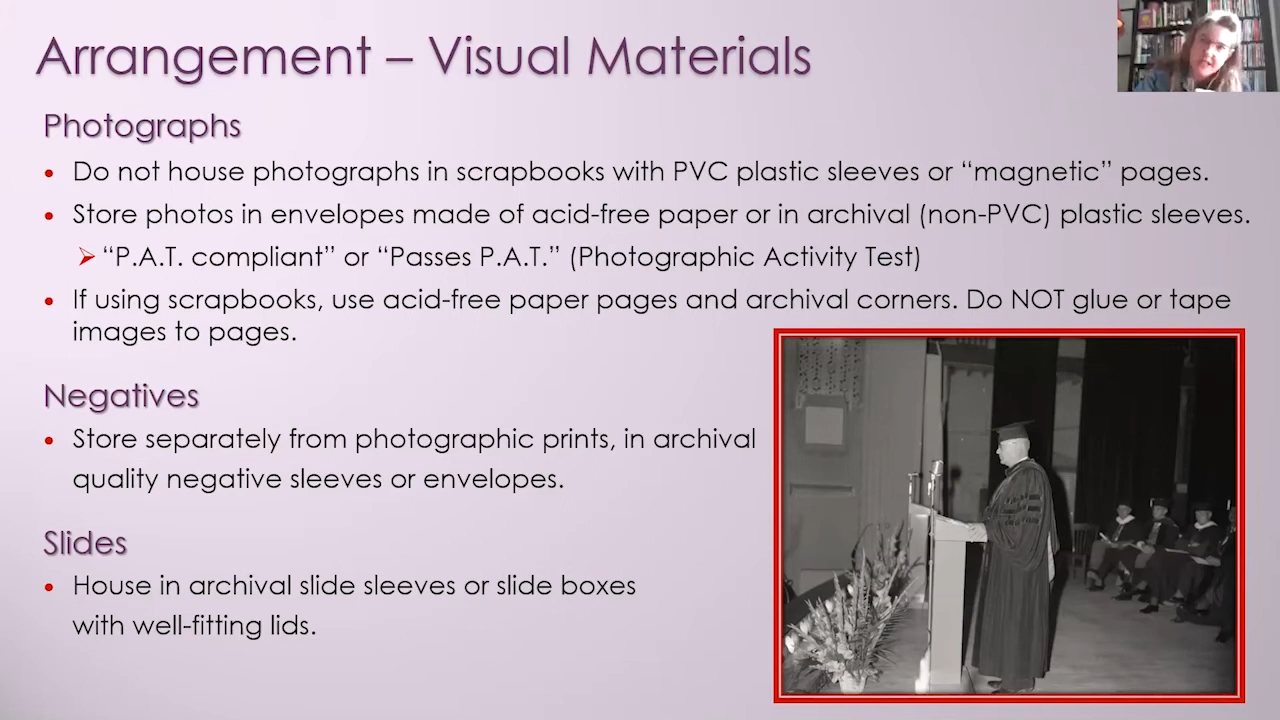 Arrangement – Visual Materials
Photographs
• Do not house photographs in scrapbooks with PVC plastic sleeves or “magnetic” pages.
• Store photos in envelopes made of acid-free paper or in archival (non-PVC) plastic sleeves.
➢ “P.A.T. compliant” or “Passes P.A.T.” (Photographic Activity Test)
• If using scrapbooks, use acid-free paper pages and archival corners. Do NOT glue or tape
images to pages.
Negatives
• Store separately from photographic prints, in archival
quality negative sleeves or envelopes.
Slides
• House in archival slide sleeves or slide boxes
with well-fitting lids.